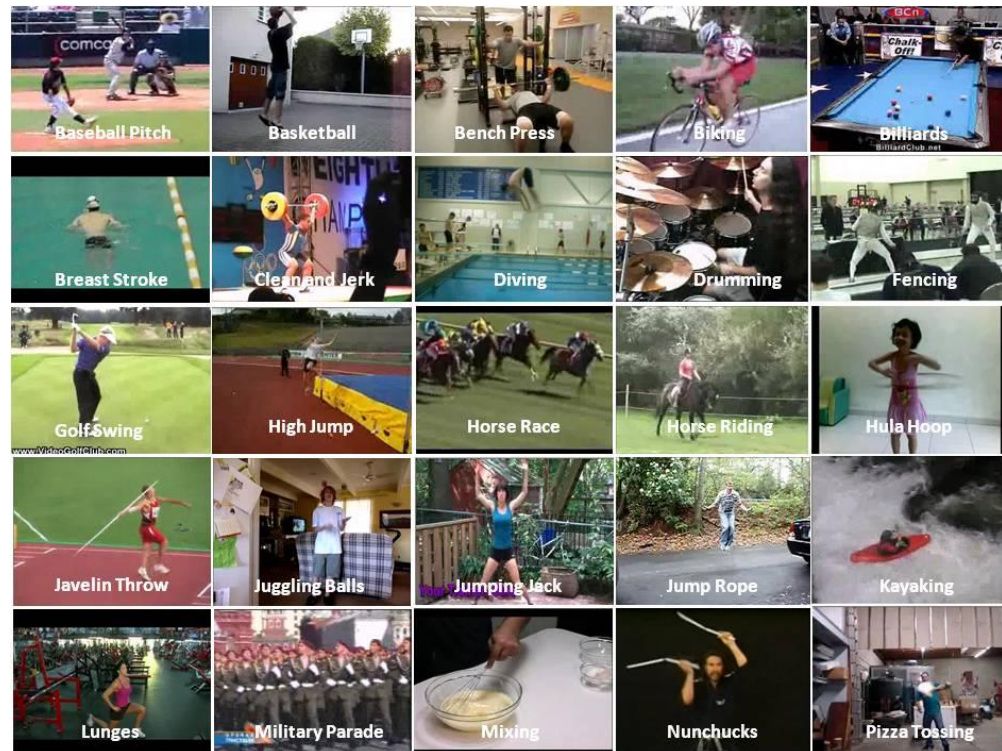 comcas
Baseball Pitch
Basketball
Bench Press
Biking
BCn
Chalk-
Off!
Billiards
BilliardClub.net
Breast Stroke
Clean and Jerk
Diving
Drumming
Fencing
Golf Swing
www.VideoGolfClub.com
High Jump
Horse Race
Horse Riding
Hula Hoop
Javelin Throw
Juggling Balls
Jumping Jack
Jump Rope
Kayaking
Lunges
Military Parade
Mixing
Nunchucks
Pizza Tossing